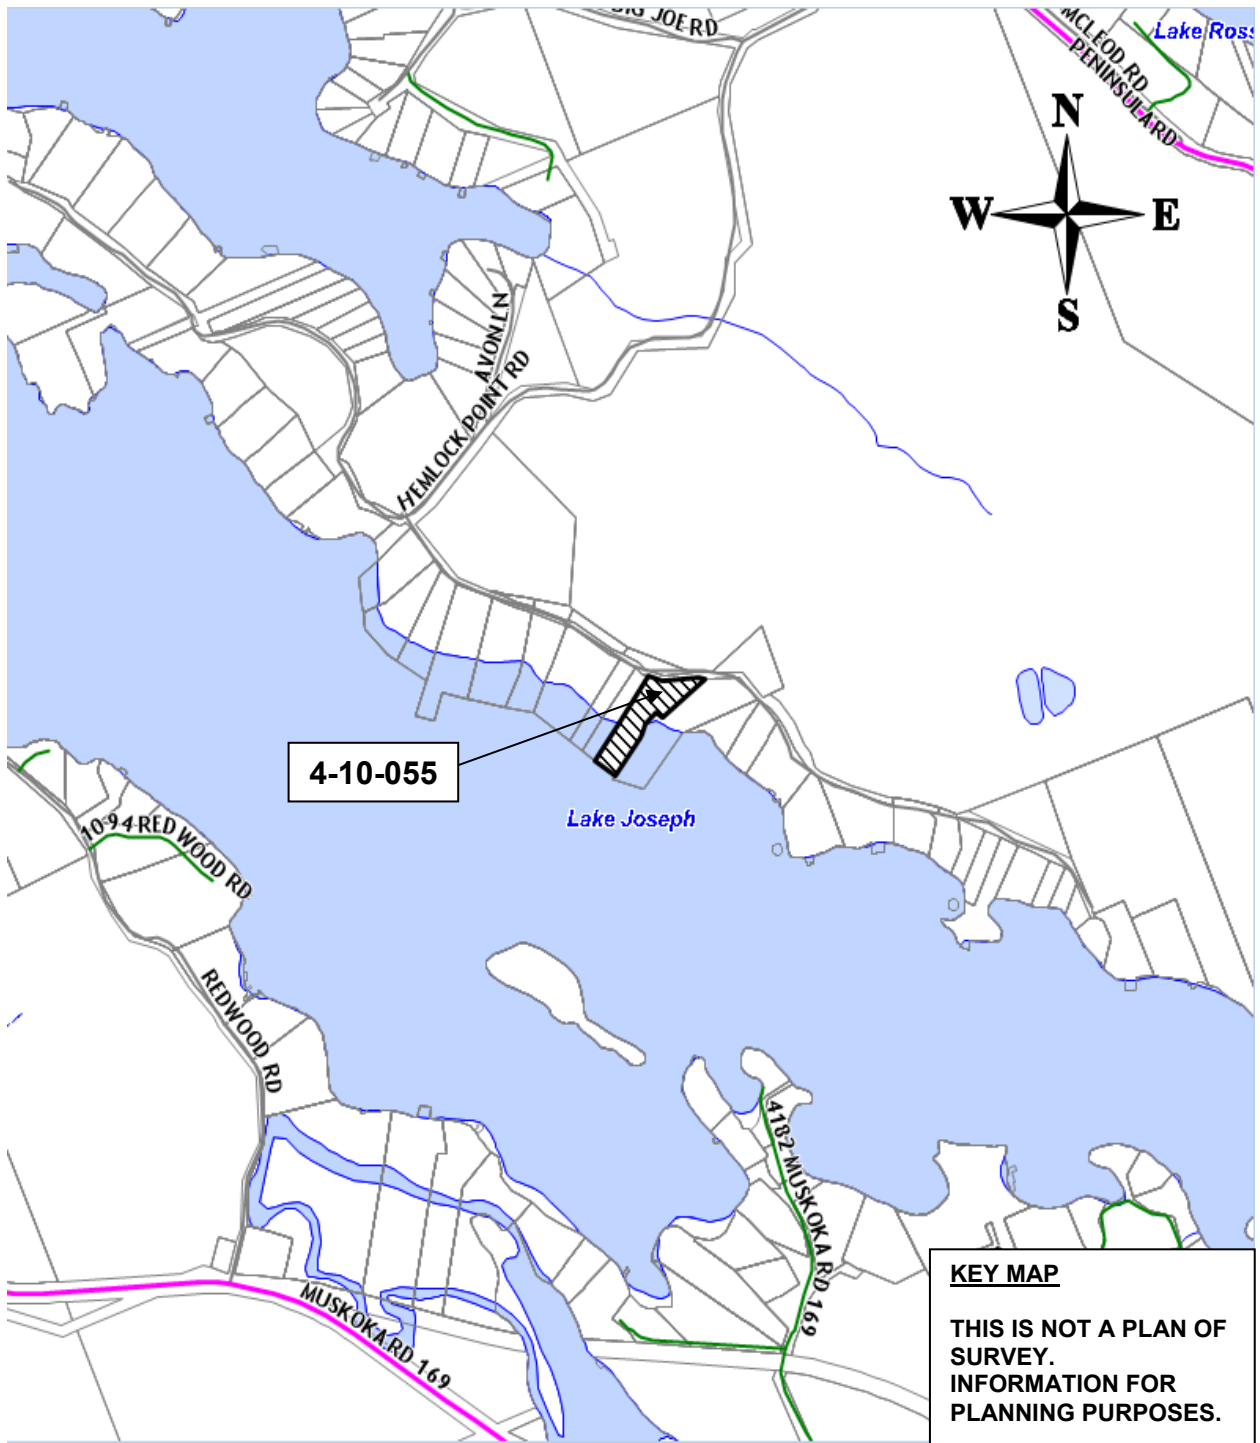 JOE RD
MCLEOD RD
PENINSULA RD
Lake Ross
N
W E
S
AVON LN
HEMLOCK POINT RD
4-10-055
Lake Joseph
1094 REDWOOD RD
REDWOOD RD
4182 MUSKOKA RD 169
MUSKOKA RD 169
KEY MAP
THIS IS NOT A PLAN OF
SURVEY.
INFORMATION FOR
PLANNING PURPOSES.